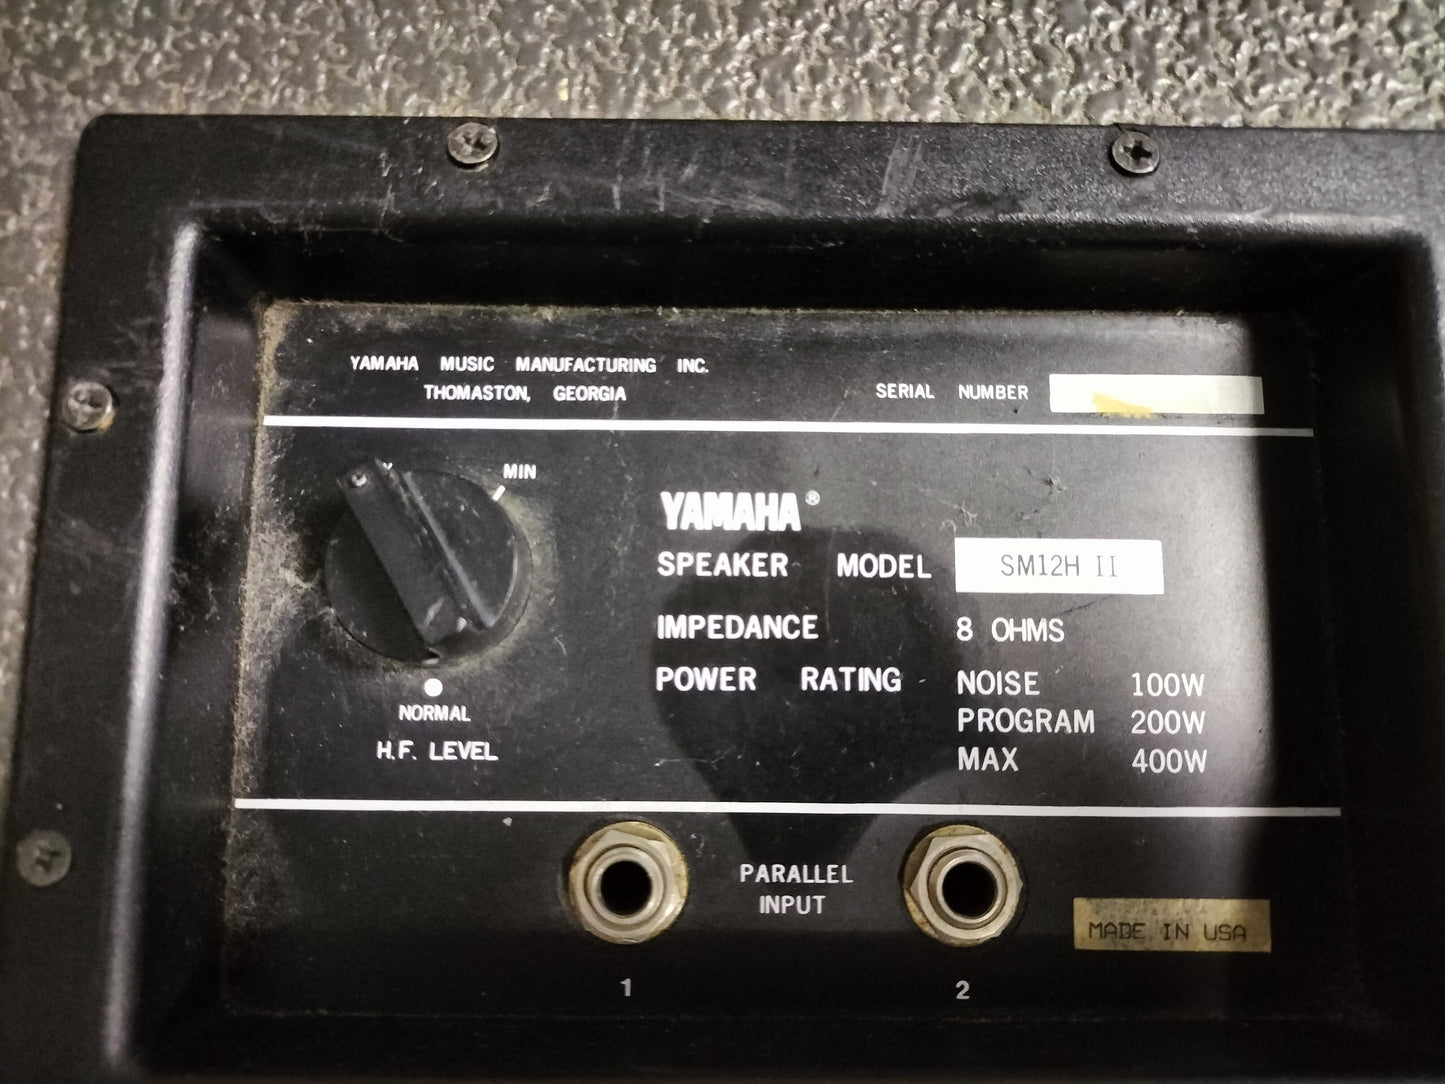 YAMAHA MUSIC MANUFACTURING INC.
THOMASTON, GEORGIA
SERIAL NUMBER
MIN
YAMAHA®
SPEAKER MODEL SM12H II
IMPEDANCE 8 OHMS
POWER RATING NOISE 100W
PROGRAM 200W
MAX 400W
NORMAL
H.F. LEVEL
PARALLEL
INPUT
1 2
MADE IN USA